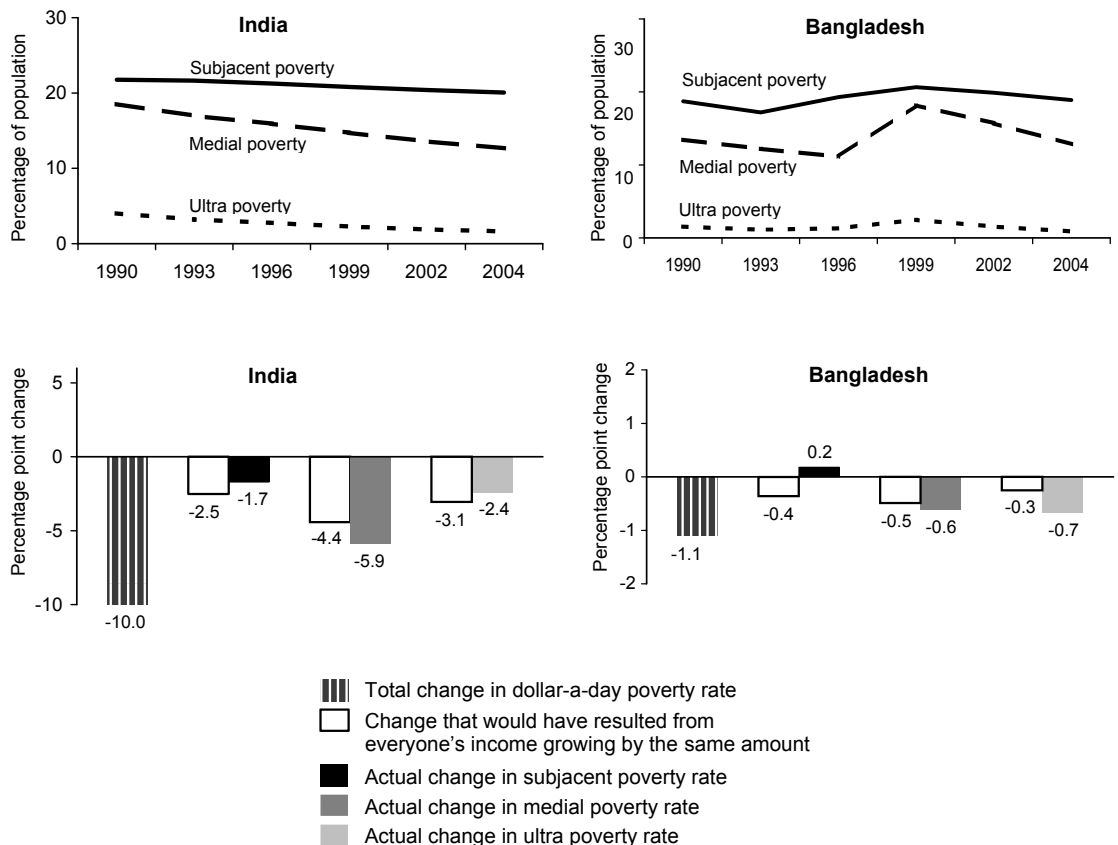 India
Percentage of population
30
20
10
0
Subjacent poverty
Medial poverty
Ultra poverty
1990 1993 1996 1999 2002 2004
Bangladesh
Percentage of population
30
20
10
0
Subjacent poverty
Medial poverty
Ultra poverty
1990 1993 1996 1999 2002 2004
India
Percentage point change
5
0
-5
-10
-10.0
-2.5
-1.7
-4.4
-5.9
-3.1
-2.4
Bangladesh
Percentage point change
2
1
0
-1
-2
-1.1
-0.4
0.2
-0.5
-0.6
-0.3
-0.7
Total change in dollar-a-day poverty rate
Change that would have resulted from
everyone's income growing by the same amount
Actual change in subjacent poverty rate
Actual change in medial poverty rate
Actual change in ultra poverty rate